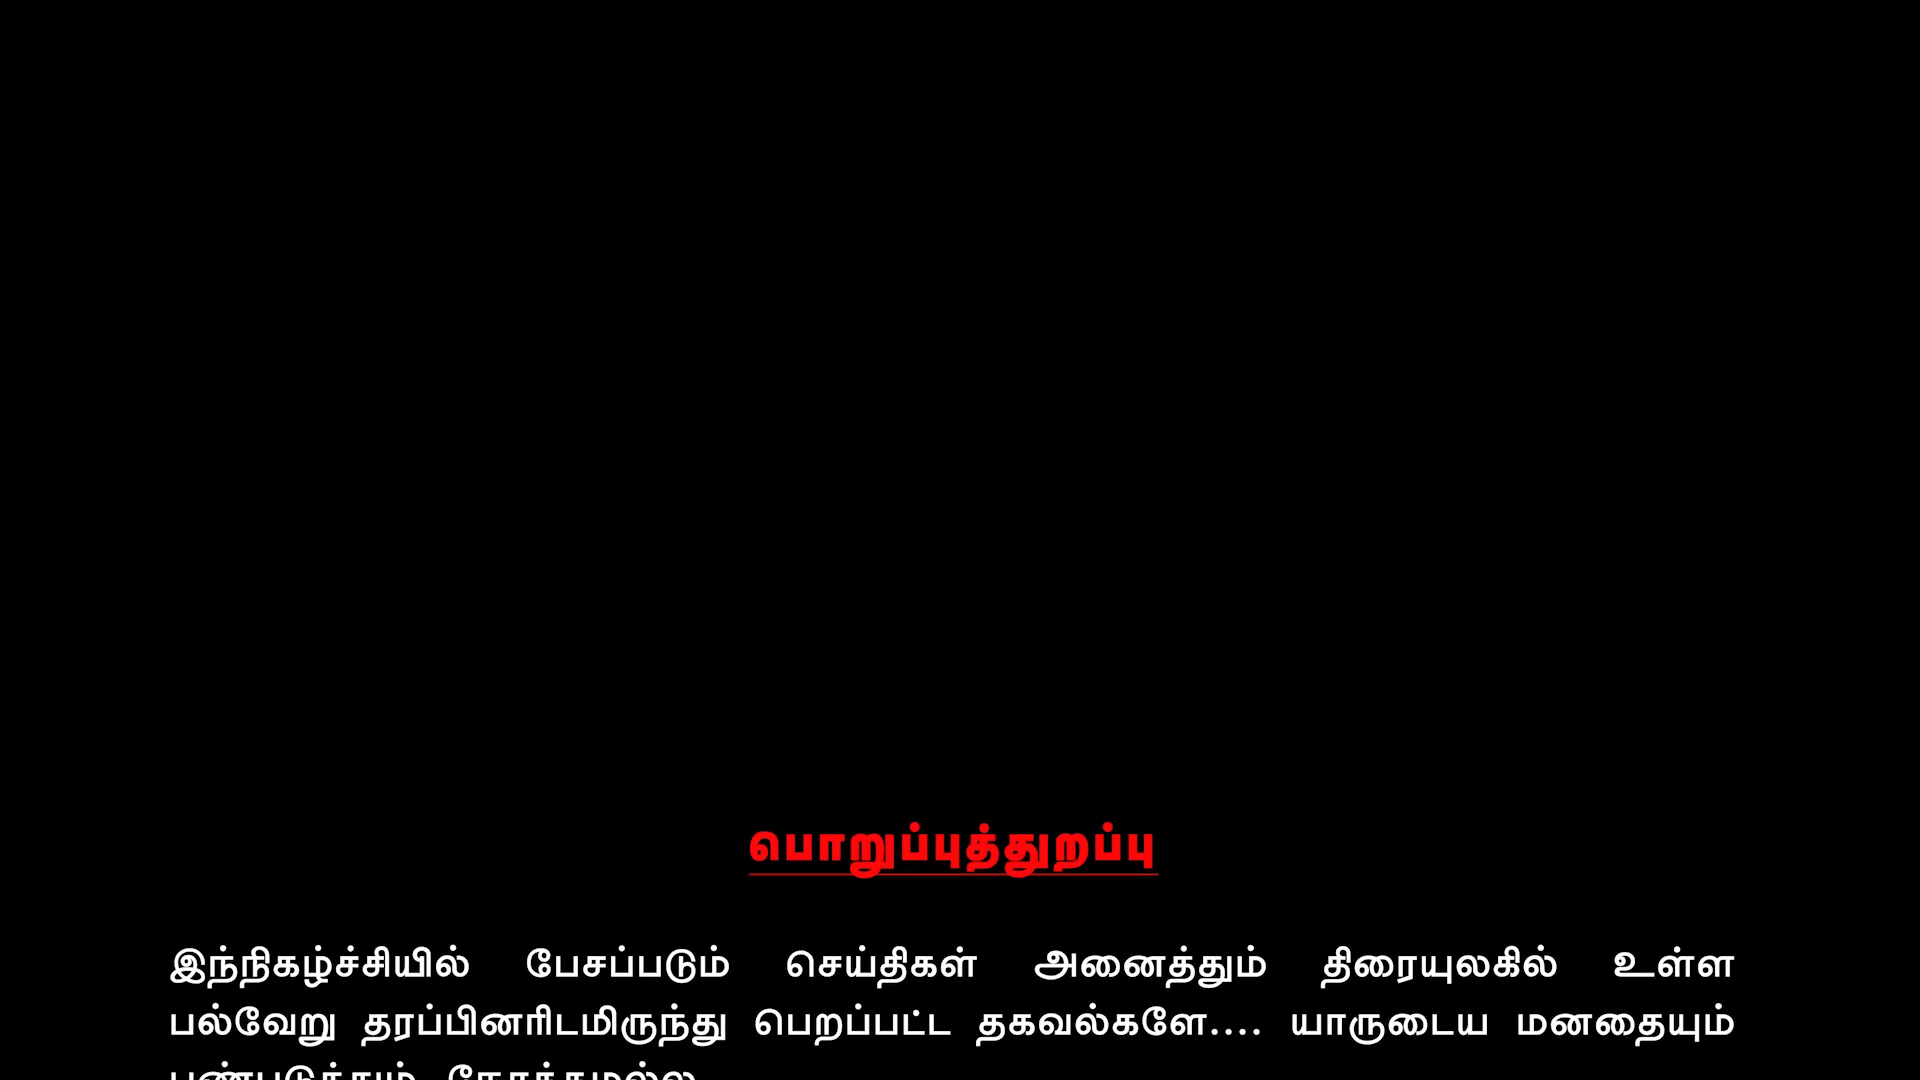 பொறுப்புத்துறப்பு
இந்நிகழ்ச்சியில் பேசப்படும் செய்திகள் அனைத்தும் திரையுலகில் உள்ள
பல்வேறு தரப்பினரிடமிருந்து பெறப்பட்ட தகவல்களே.... யாருடைய மனதையும்